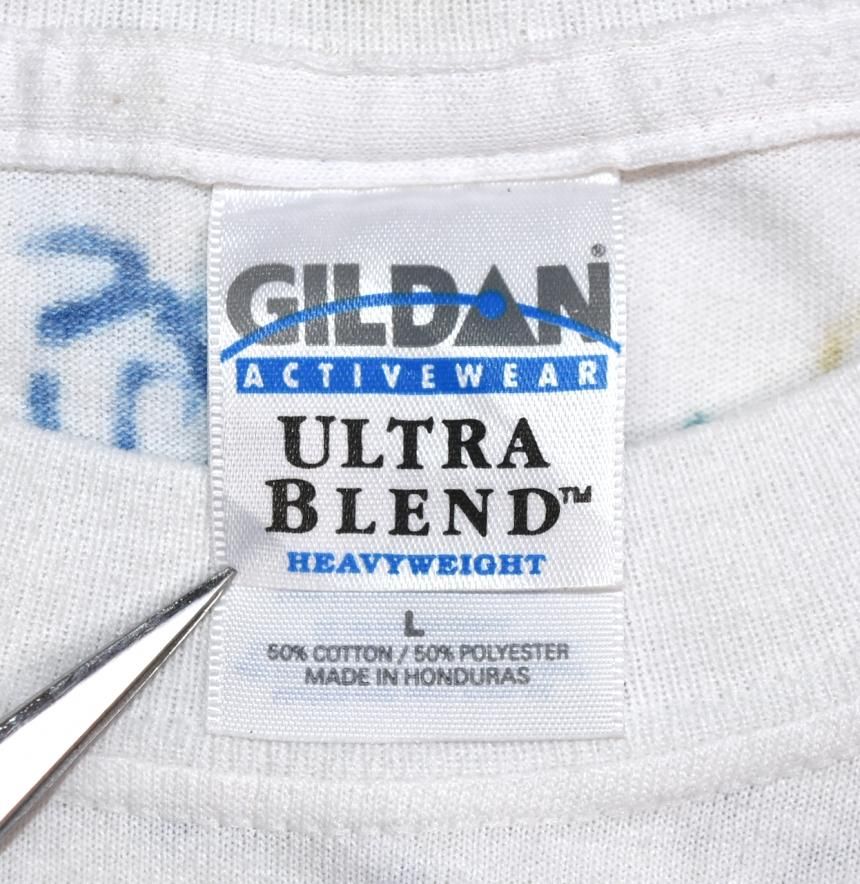 GILDAN®
ACTIVEWEAR
ULTRA
BLEND™
HEAVYWEIGHT
L
50% COTTON / 50% POLYESTER
MADE IN HONDURAS